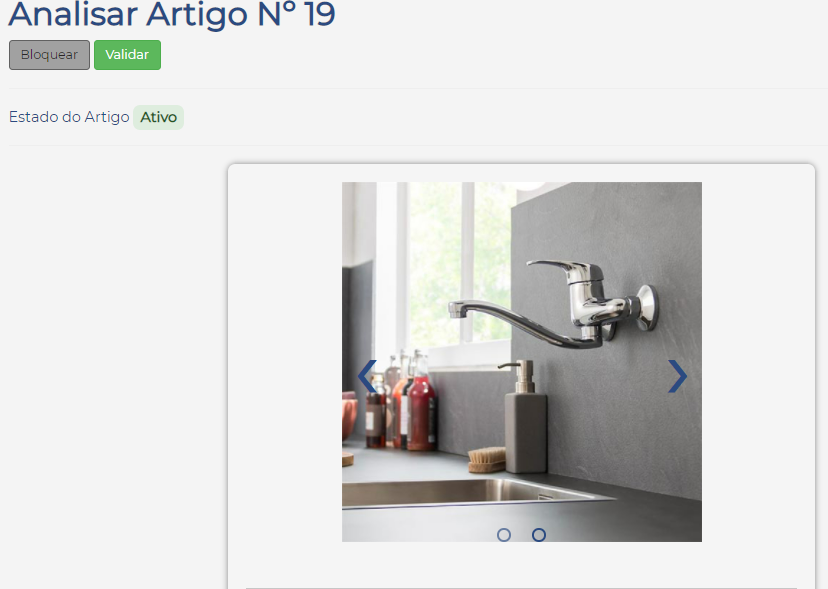 Analisar Artigo Nº 19
Bloquear Validar
Estado do Artigo Ativo